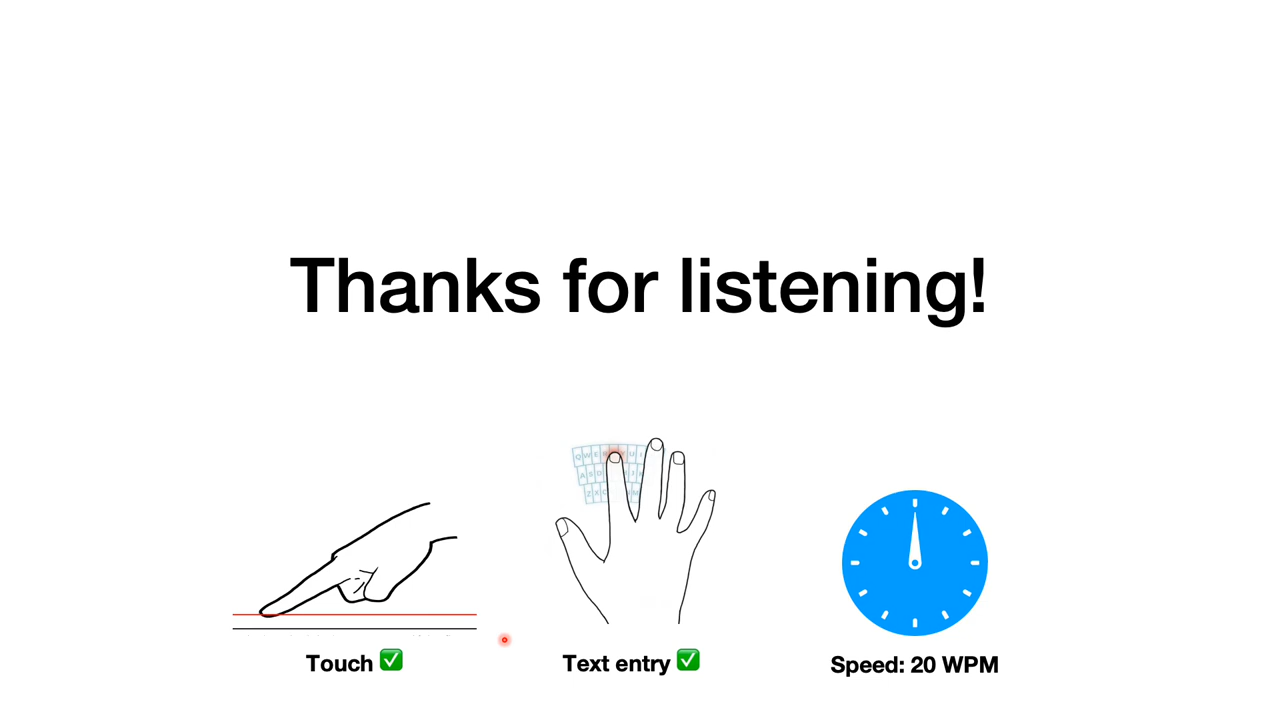 Thanks for listening!
Q W E U I
A S D J
Z X C M
Touch ✅
Text entry ✅
Speed: 20 WPM